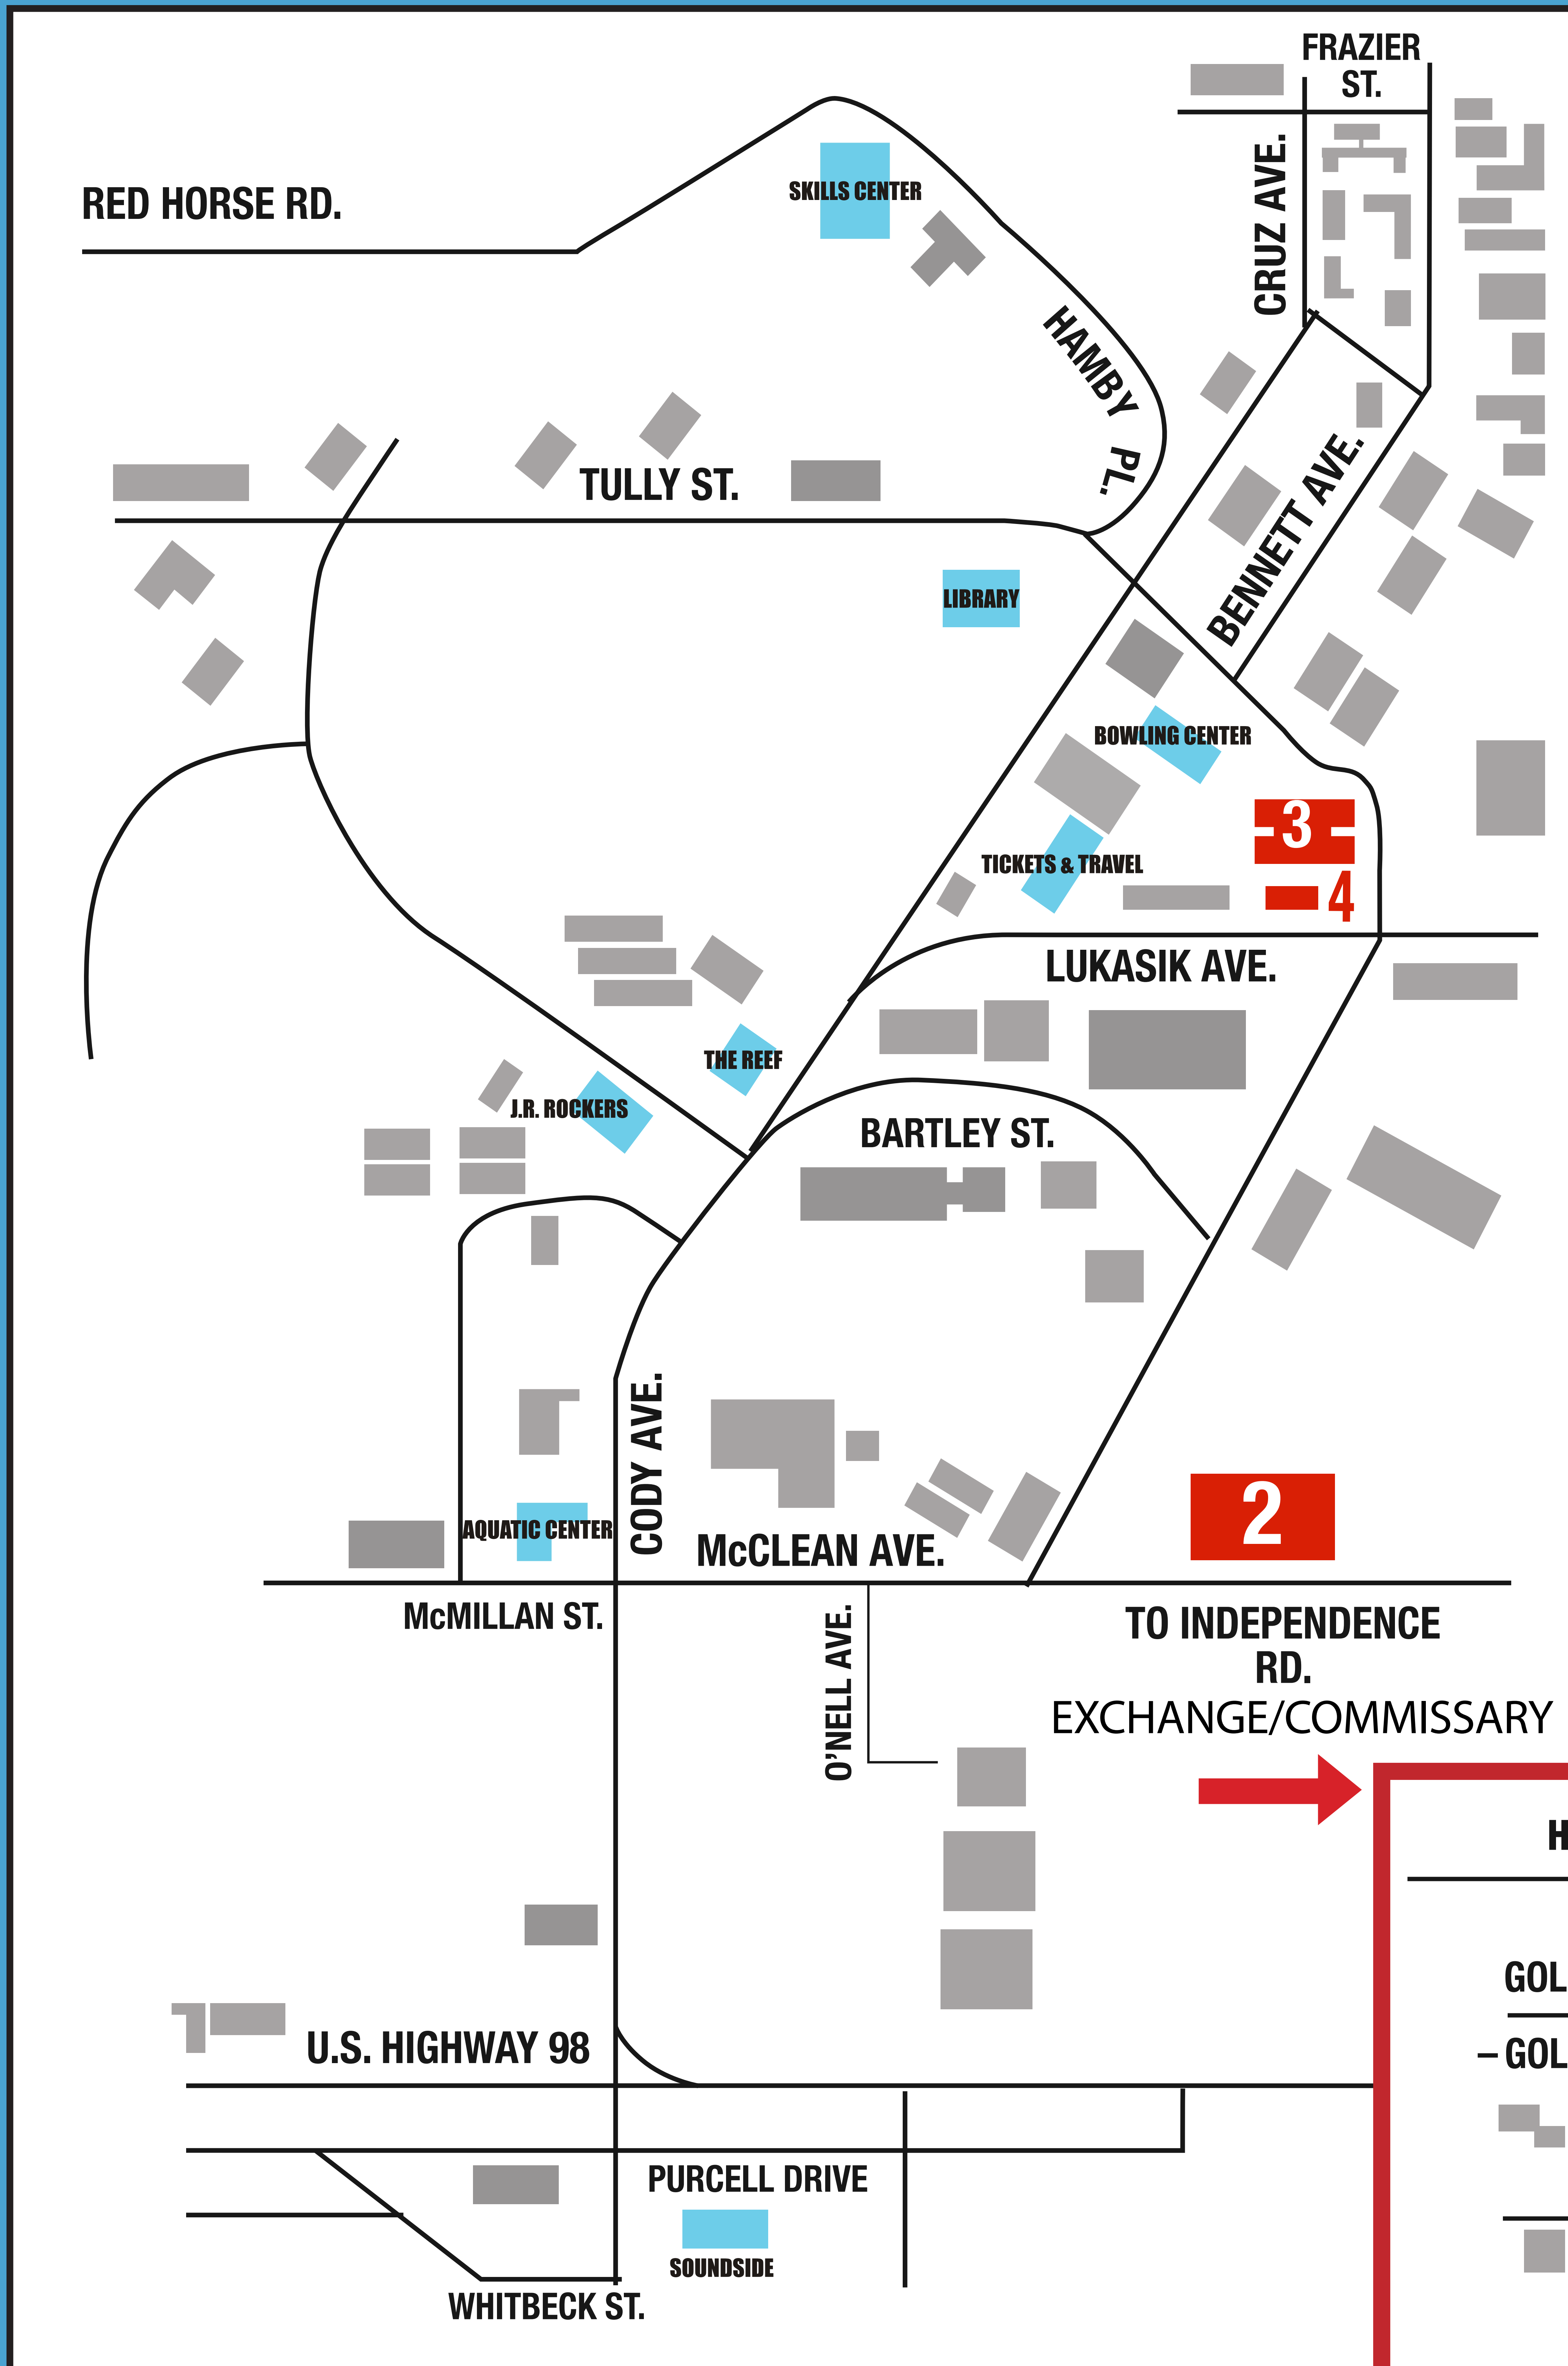 FRAZIER
ST.
RED HORSE RD.
SKILLS CENTER
CRUZ AVE.
HAMBY PL.
TULLY ST.
BENNETT AVE.
LIBRARY
BOWLING CENTER
3
TICKETS & TRAVEL
4
LUKASIK AVE.
THE REEF
J.R. ROCKERS
BARTLEY ST.
CODY AVE.
2
AQUATIC CENTER
McCLEAN AVE.
McMILLAN ST.
O'NELL AVE.
TO INDEPENDENCE
RD.
EXCHANGE/COMMISSARY
H
GOL
GOL
U.S. HIGHWAY 98
PURCELL DRIVE
SOUNDSIDE
WHITBECK ST.